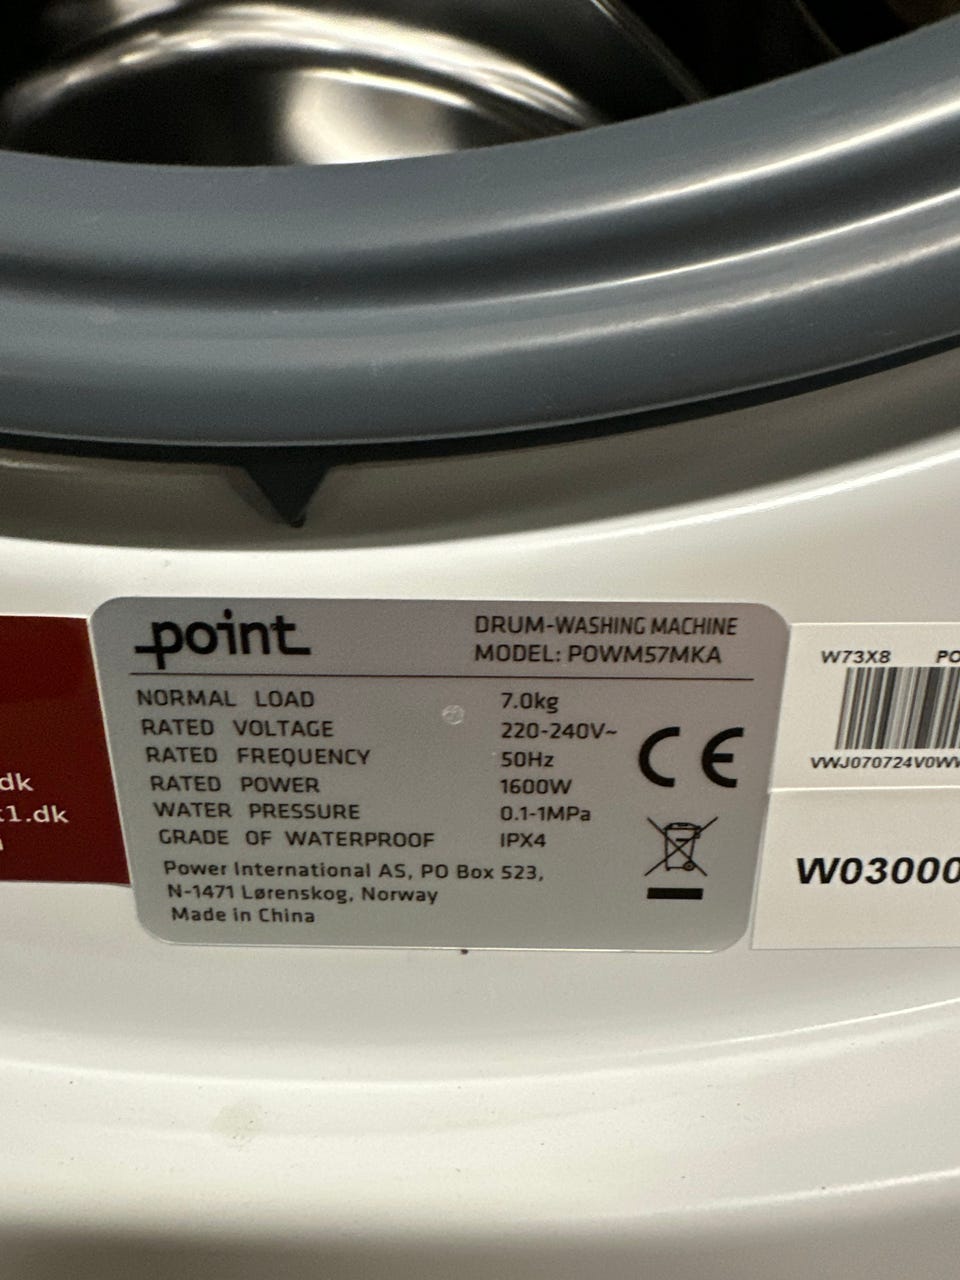 point
DRUM-WASHING MACHINE
MODEL: POWM57MKA
NORMAL LOAD 7.0kg
RATED VOLTAGE 220-240V~
RATED FREQUENCY 50Hz
RATED POWER 1600W
WATER PRESSURE 0.1-1MPa
GRADE OF WATERPROOF IPX4
CE
Power International AS, PO Box 523,
N-1471 Lørenskog, Norway
Made in China
.dk
1.dk
W73X8 PO
VWJ070724V0W
W03000